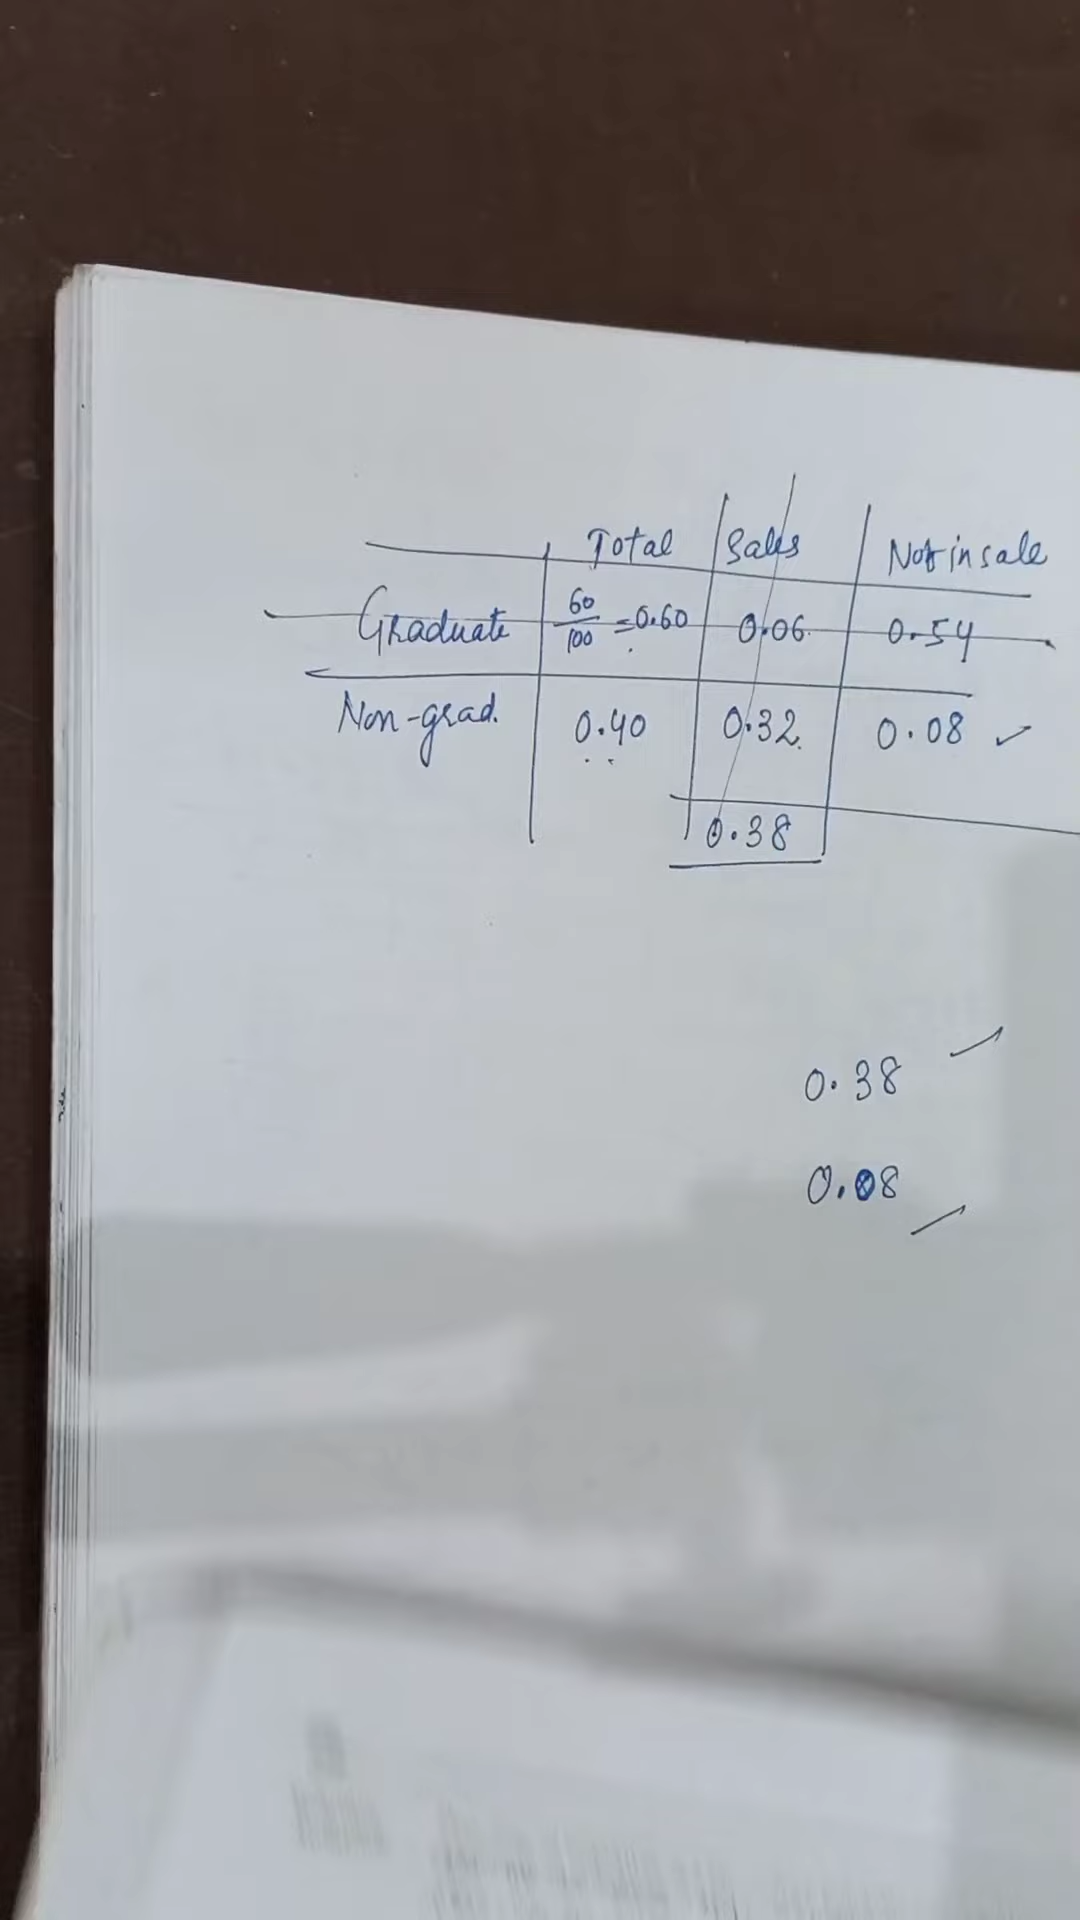 Total Sales Not in sale
Graduate 60/100 = 0.60 0.06 0.54
Non-grad. 0.40 0.32 0.08 ✓
0.38
0.38
0.08